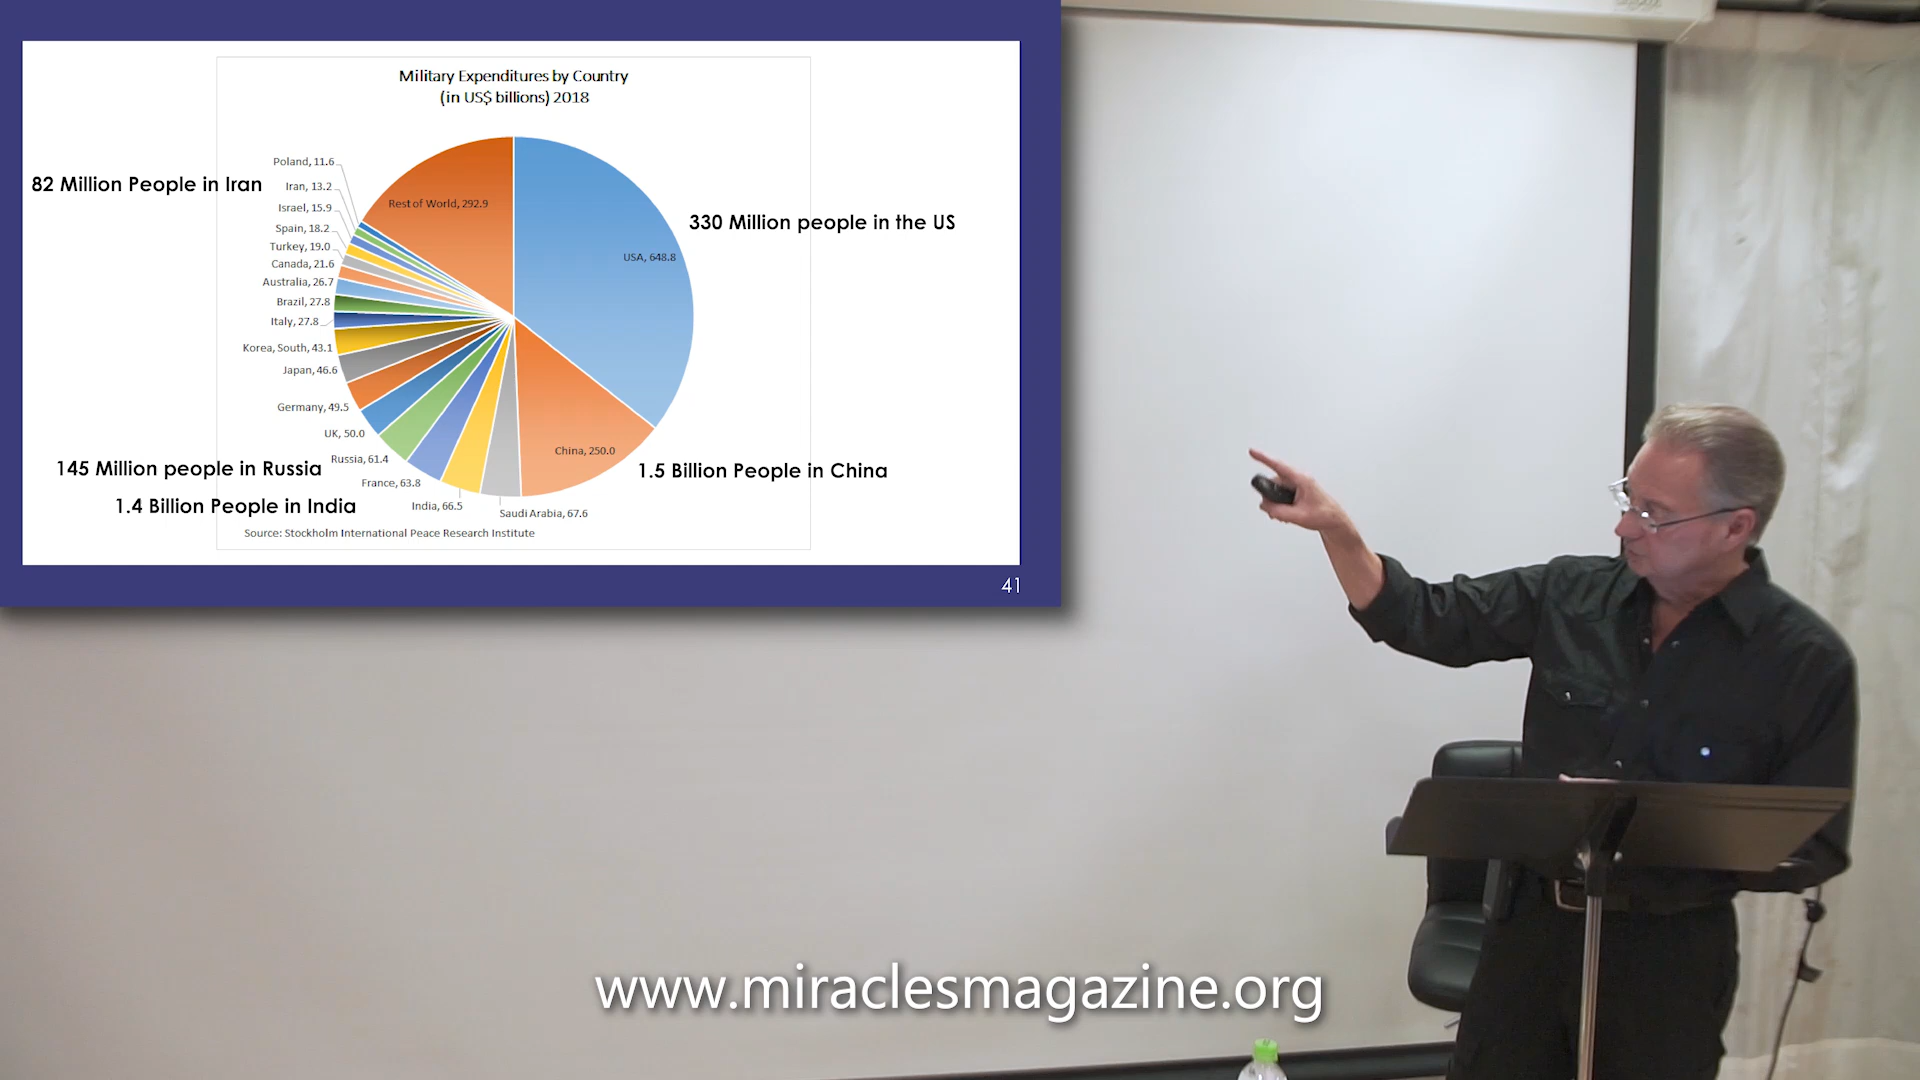 Military Expenditures by Country
(in US$ billions) 2018
Poland, 11.6
82 Million People in Iran
Iran, 13.2
Rest of World, 292.9
Israel, 15.9
330 Million people in the US
Spain, 18.2
Turkey, 19.0
USA, 648.8
Canada, 21.6
Australia, 26.7
Brazil, 27.8
Italy, 27.8
Korea, South, 43.1
Japan, 46.6
Germany, 49.5
UK, 50.0
China, 250.0
Russia, 61.4
145 Million people in Russia
1.5 Billion People in China
France, 63.8
1.4 Billion People in India
India, 66.5
Saudi Arabia, 67.6
Source: Stockholm International Peace Research Institute
41
www.miraclesmagazine.org